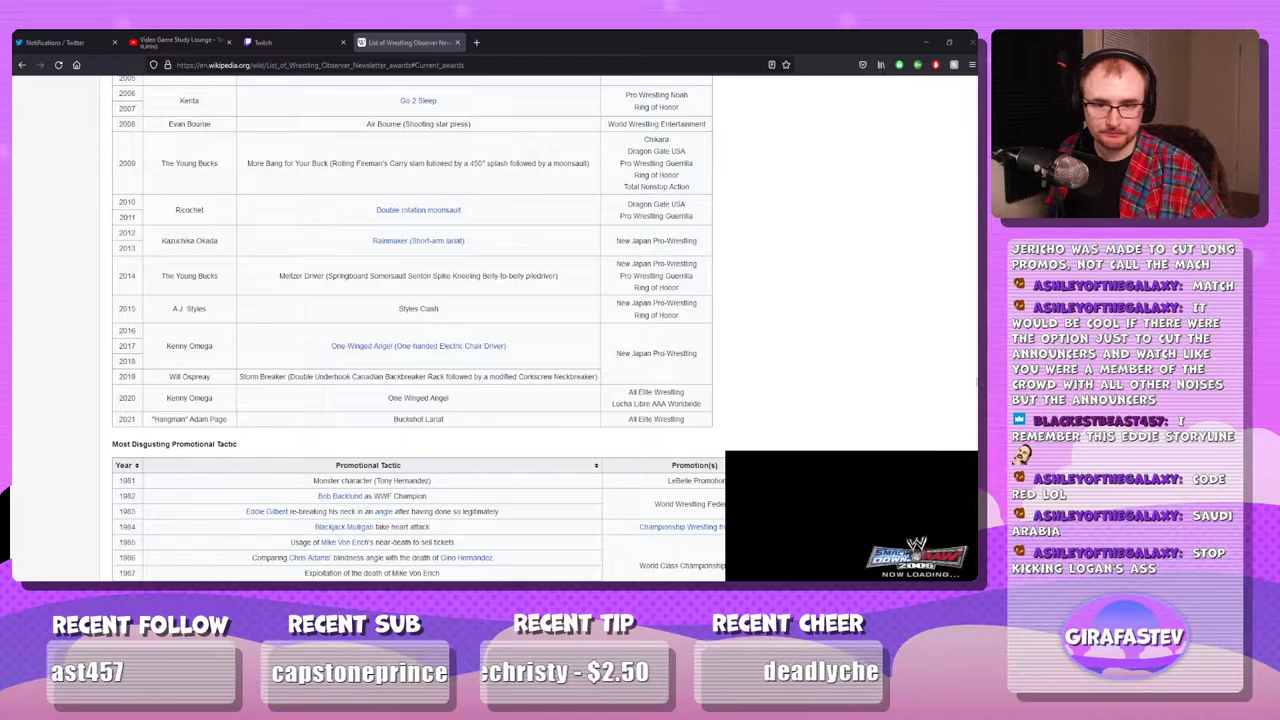 Notifications / Twitter
Video Game Study Lounge -
PLAYING
Twitch
List of Wrestling Observer New
https://en.wikipedia.org/wiki/List_of_Wrestling_Observer_Newsletter_awards#Current_awards
2005
2006 Kenta Go 2 Sleep Pro Wrestling Noah
2007 Ring of Honor
2008 Evan Bourne Air Bourne (Shooting star press) World Wrestling Entertainment
Chikara
Dragon Gate USA
2009 The Young Bucks More Bang for Your Buck (Rolling Fireman's Carry slam followed by a 450° splash followed by a moonsault) Pro Wrestling Guerrilla
Ring of Honor
Total Nonstop Action
2010 Ricochet Double rotation moonsault Dragon Gate USA
2011 Pro Wrestling Guerrilla
2012 Kazuchika Okada Rainmaker (Short-arm lariat) New Japan Pro-Wrestling
2013
New Japan Pro-Wrestling
2014 The Young Bucks Meltzer Driver (Springboard Somersault Senton Spike Kneeling Belly-to-belly piledriver) Pro Wrestling Guerrilla
Ring of Honor
2015 A.J. Styles Styles Clash New Japan Pro-Wrestling
Ring of Honor
2016
2017 Kenny Omega One-Winged Angel (One-handed Electric Chair Driver) New Japan Pro-Wrestling
2018
2019 Will Ospreay Storm Breaker (Double Underhook Canadian Backbreaker Rack followed by a modified Corkscrew Neckbreaker)
2020 Kenny Omega One Winged Angel All Elite Wrestling
Lucha Libre AAA Worldwide
2021 "Hangman" Adam Page Buckshot Lariat All Elite Wrestling
Most Disgusting Promotional Tactic
Year Promotional Tactic Promotion(s)
1981 Monster character (Tony Hernandez) LeBelle Promotion
1982 Bob Backlund as WWF Champion World Wrestling Feder
1983 Eddie Gilbert re-breaking his neck in an angle after having done so legitimately
1984 Blackjack Mulligan fake heart attack Championship Wrestling fr
1985 Usage of Mike Von Erich's near-death to sell tickets
1986 Comparing Chris Adams' blindness angle with the death of Gino Hernandez World Class Championship
1987 Exploitation of the death of Mike Von Erich
SMACK DOWN! RAW
2006
NOW LOADING...
JERICHO WAS MADE TO CUT LONG
PROMOS, NOT CALL THE MACH
ASHLEYOFTHEGALAXY: MATCH
ASHLEYOFTHEGALAXY: IT
WOULD BE COOL IF THERE WERE
THE OPTION JUST TO CUT THE
ANNOUNCERS AND WATCH LIKE
YOU WERE A MEMBER OF THE
CROWD WITH ALL OTHER NOISES
BUT THE ANNOUNCERS
BLACKESTBEAST457: I
REMEMBER THIS EDDIE STORYLINE
ASHLEYOFTHEGALAXY: CODE
RED LOL
ASHLEYOFTHEGALAXY: SAUDI
ARABIA
ASHLEYOFTHEGALAXY: STOP
KICKING LOGAN'S ASS
GIRAFASTEV
RECENT FOLLOW RECENT SUB RECENT TIP RECENT CHEER
ast457 capstoneprince echristy - $2.50 deadlyche